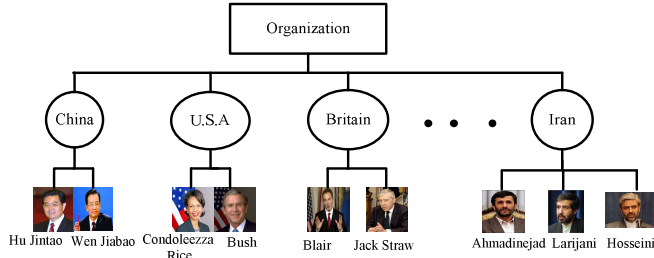 Organization
China
U.S.A
Britain
Iran
Hu Jintao
Wen Jiabao
Condoleezza
Rice
Bush
Blair
Jack Straw
Ahmadinejad
Larijani
Hosseini